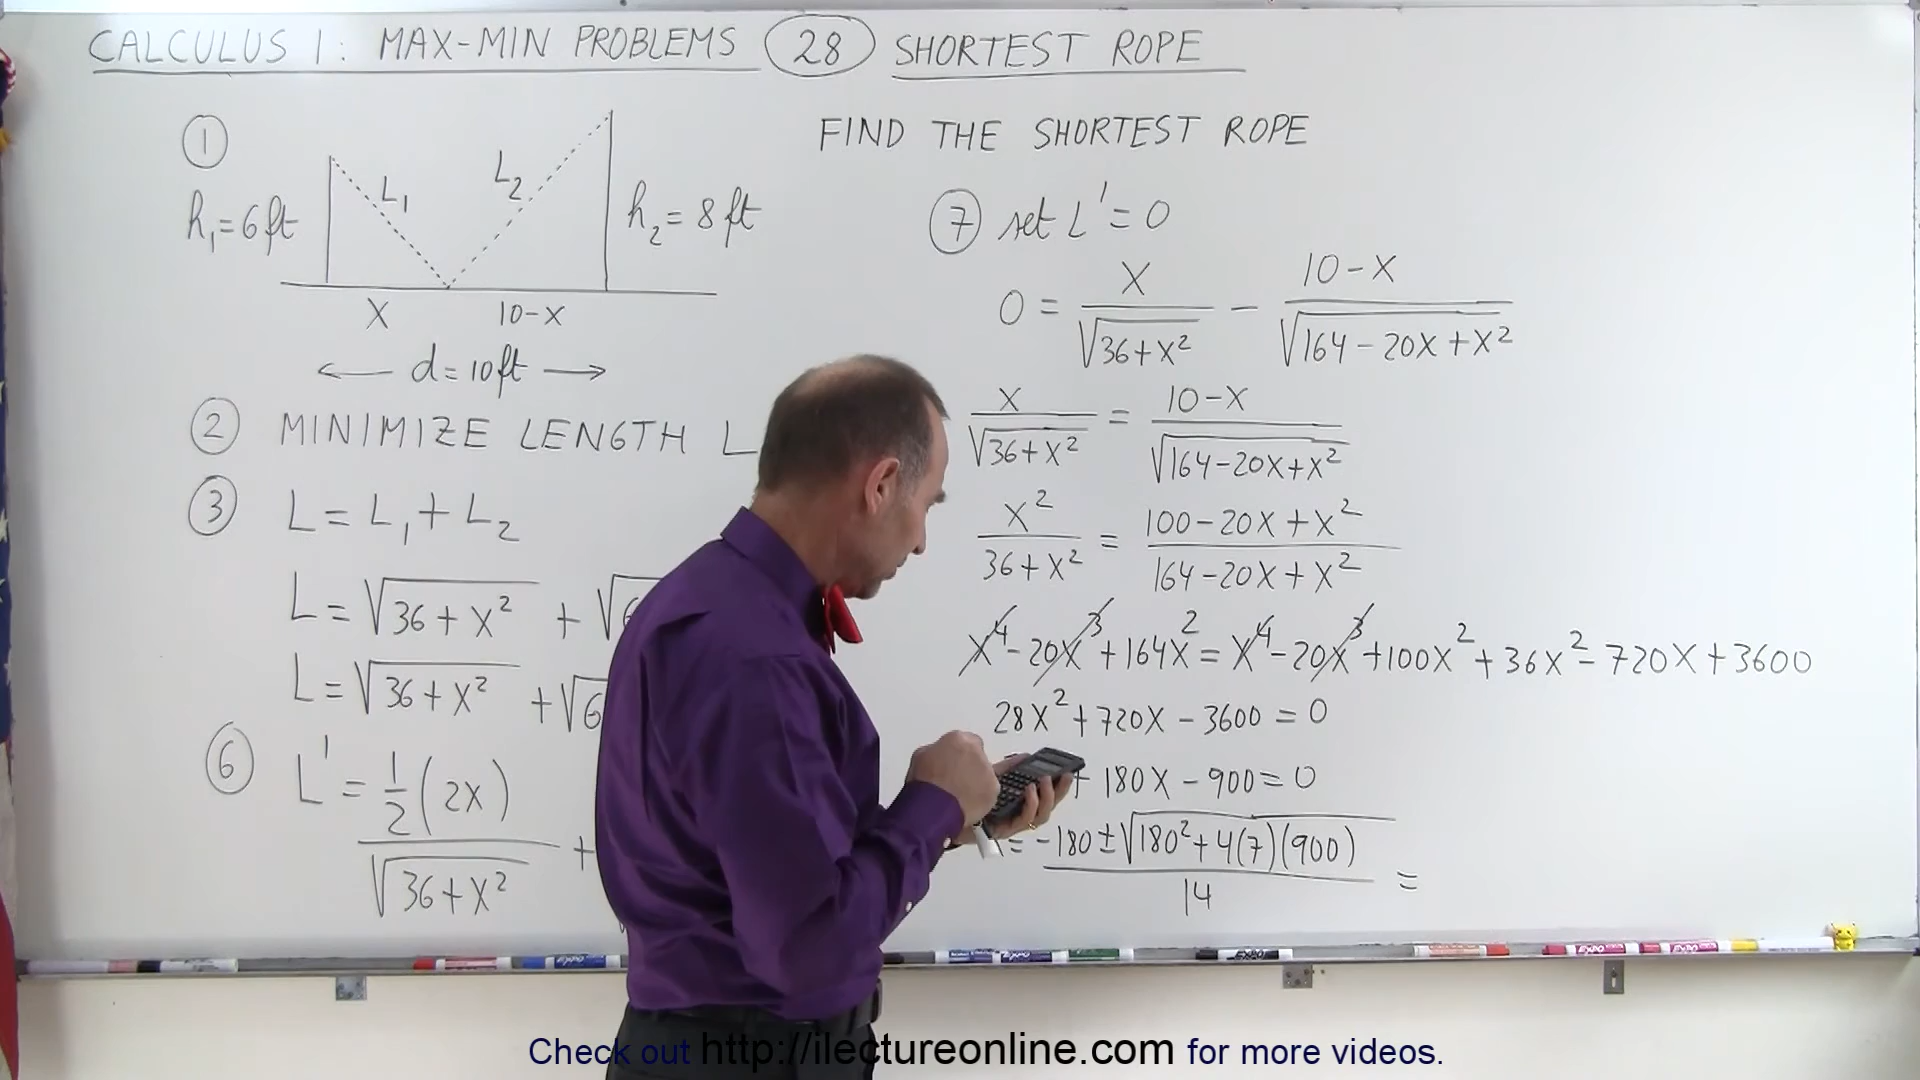 CALCULUS 1: MAX-MIN PROBLEMS 28 SHORTEST ROPE
①
h₁=6ft
L₁
L₂
h₂=8ft
X
10-X
← d=10ft →
② MINIMIZE LENGTH L
③ L=L₁+L₂
L=√(36+X²) + √
L=√(36+X²) +√6
⑥ L'=½(2X)/√(36+X²) +
FIND THE SHORTEST ROPE
⑦ set L'=0
0 = X/√(36+X²) - (10-X)/√(164-20X+X²)
X/√(36+X²) = (10-X)/√(164-20X+X²)
X²/(36+X²) = (100-20X+X²)/(164-20X+X²)
X⁴-20X³+164X²=X⁴-20X³+100X²+36X²-720X+3600
28X²+720X-3600=0
+180X-900=0
=-180±√(180²+4(7)(900))/14 =
EXPO
EXPO
EXPO
Check out http://ilectureonline.com for more videos.